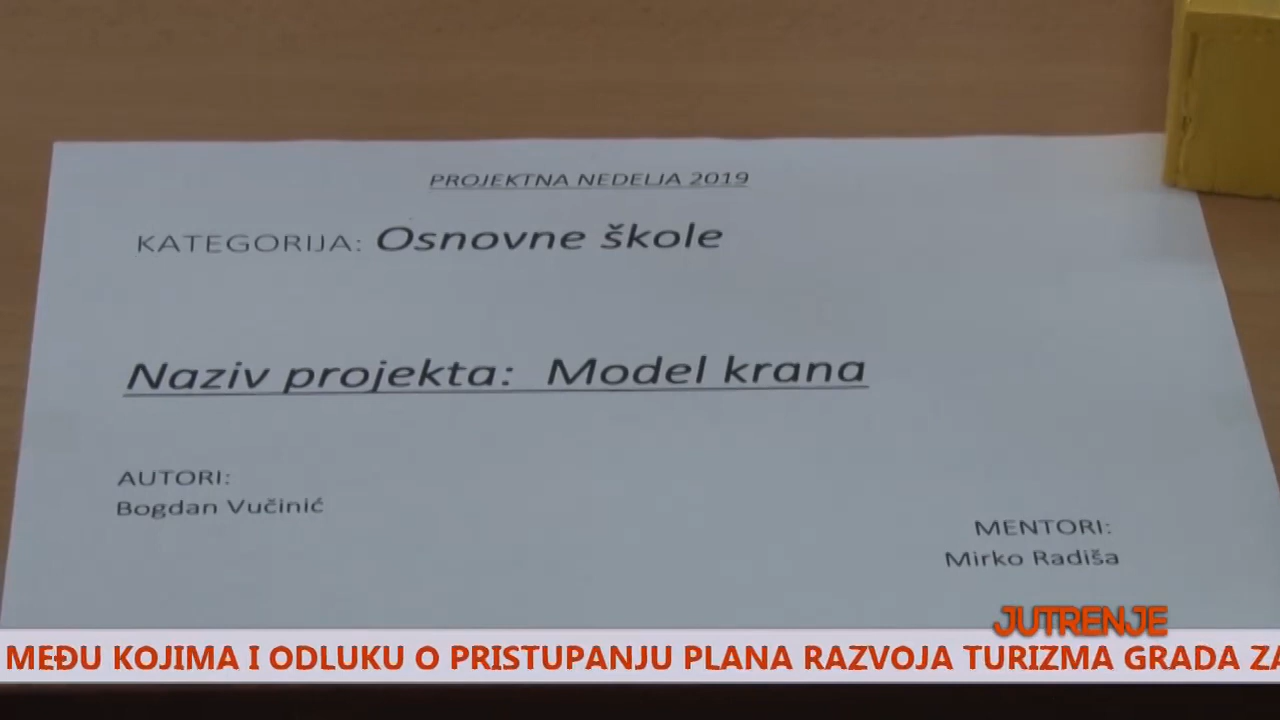 PROJEKTNA NEDELJA 2019
KATEGORIJA: Osnovne škole
Naziv projekta: Model krana
AUTORI:
Bogdan Vučinić
MENTORI:
Mirko Radiša
JUTRENJE
MEĐU KOJIMA I ODLUKU O PRISTUPANJU PLANA RAZVOJA TURIZMA GRADA